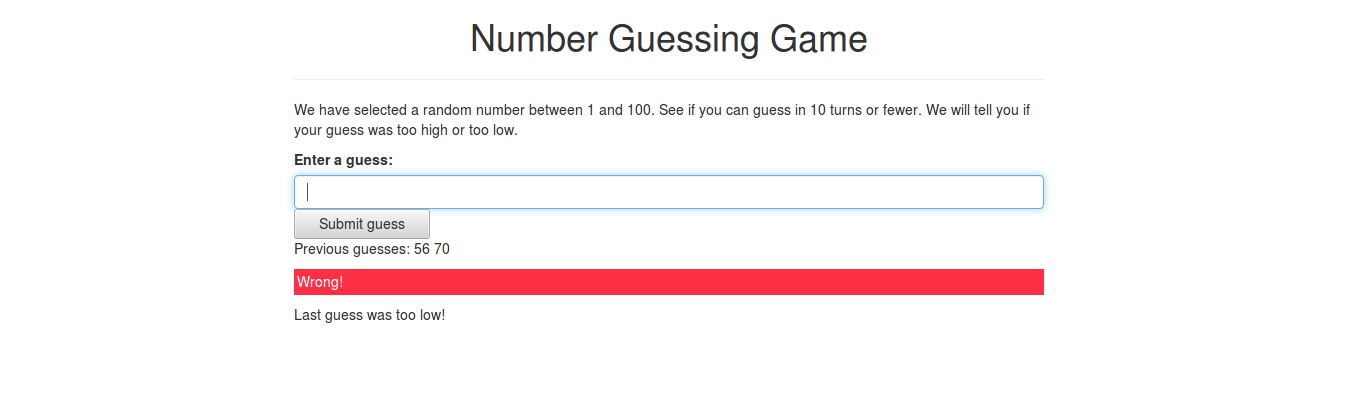 Number Guessing Game
We have selected a random number between 1 and 100. See if you can guess in 10 turns or fewer. We will tell you if
your guess was too high or too low.
Enter a guess:
Submit guess
Previous guesses: 56 70
Wrong!
Last guess was too low!